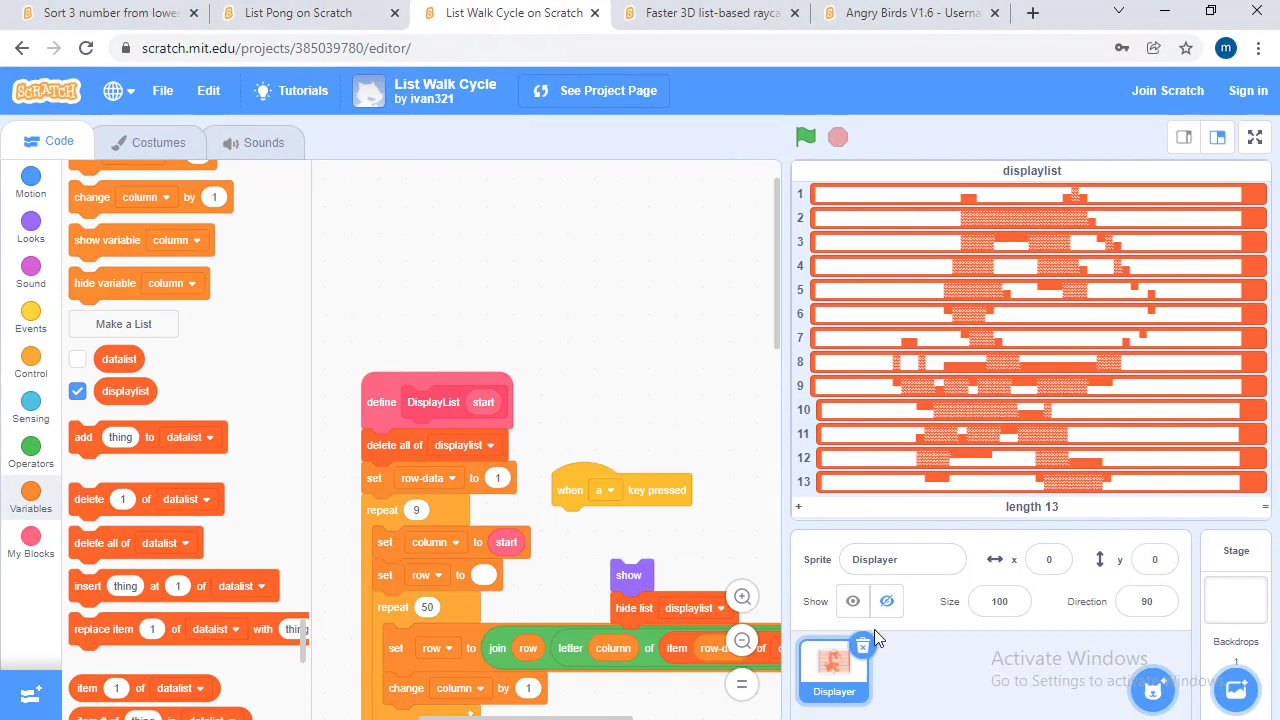 Sort 3 number from lowes
List Pong on Scratch
List Walk Cycle on Scratch
Faster 3D list-based rayca
Angry Birds V1.6 - Userna
scratch.mit.edu/projects/385039780/editor/
m
SCRATCH
File
Edit
Tutorials
List Walk Cycle
by ivan321
See Project Page
Join Scratch
Sign in
Code
Costumes
Sounds
Motion
Looks
Sound
Events
Control
Sensing
Operators
Variables
My Blocks
change column by 1
show variable column
hide variable column
Make a List
datalist
displaylist
add thing to datalist
delete 1 of datalist
delete all of datalist
insert thing at 1 of datalist
replace item 1 of datalist with thing
item 1 of datalist
define DisplayList start
delete all of displaylist
set row-data to 1
repeat 9
set column to start
set row to
repeat 50
set row to join row letter column of item row-
change column by 1
when a key pressed
show
hide list displaylist
displaylist
1
2
3
4
5
6
7
8
9
10
11
12
13
+ length 13 =
Sprite Displayer x 0 y 0
Show Size 100 Direction 90
Displayer
Stage
Backdrops
1
Activate Windows
Go to Settings to activate Windows.